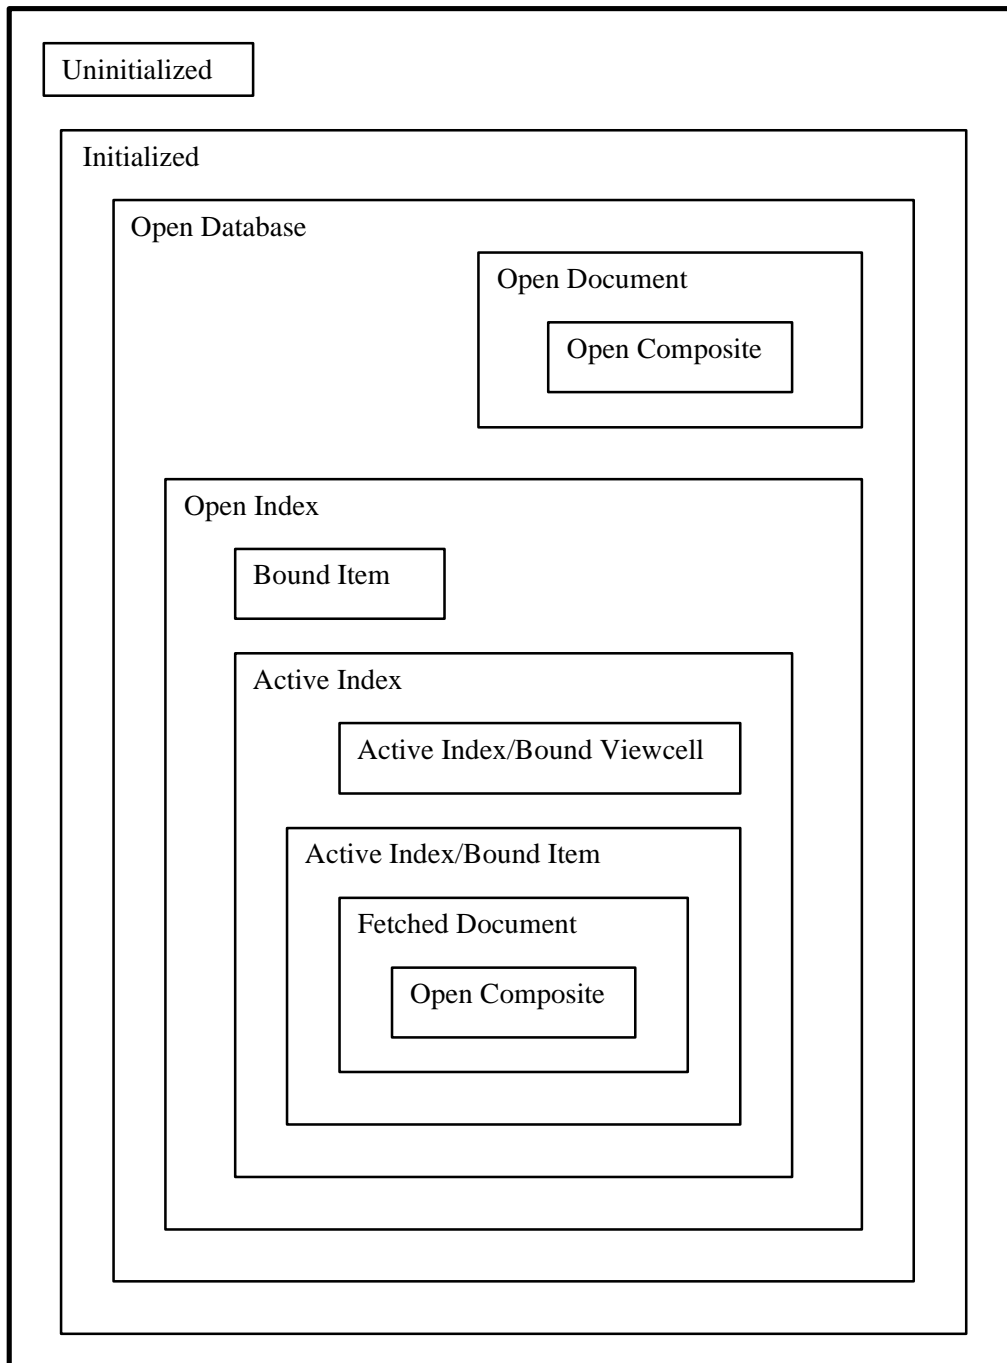 Uninitialized
Initialized
Open Database
Open Document
Open Composite
Open Index
Bound Item
Active Index
Active Index/Bound Viewcell
Active Index/Bound Item
Fetched Document
Open Composite